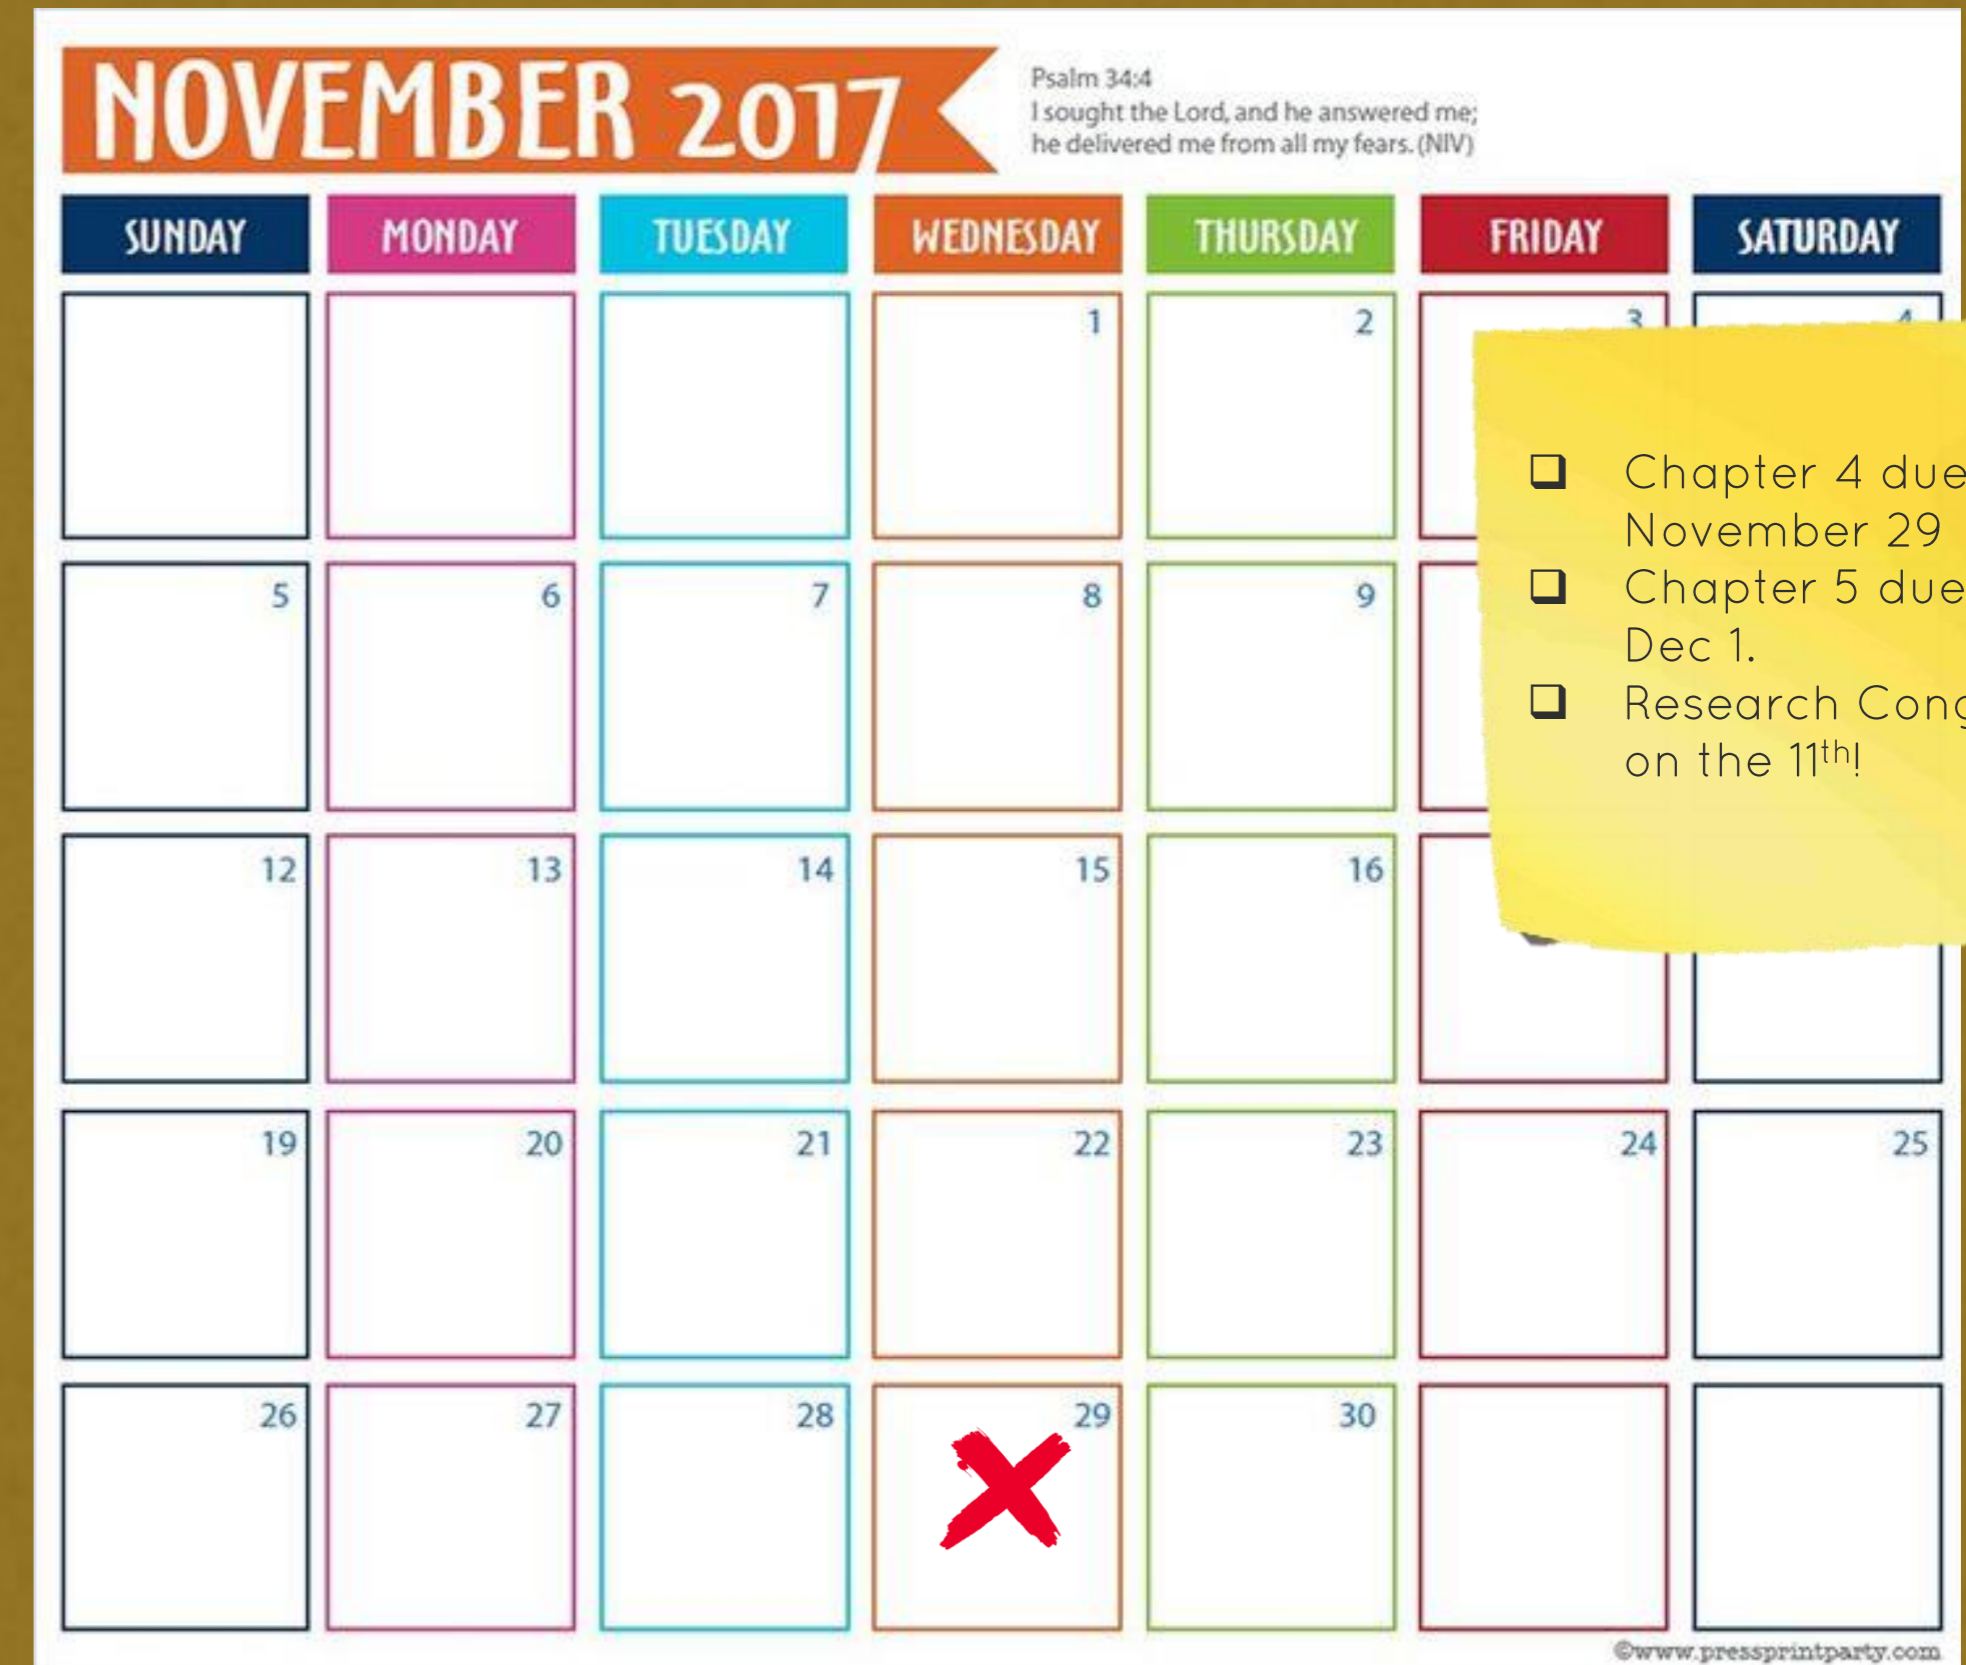 NOVEMBER 2017
Psalm 34:4
I sought the Lord, and he answered me;
he delivered me from all my fears. (NIV)
SUNDAY MONDAY TUESDAY WEDNESDAY THURSDAY FRIDAY SATURDAY
1 2 3 4
Chapter 4 due
November 29
Chapter 5 due
Dec 1.
Research
on the 11th!
5 6 7 8 9
12 13 14 15 16
19 20 21 22 23 24 25
26 27 28 29 30
©www.pressprintparty.com